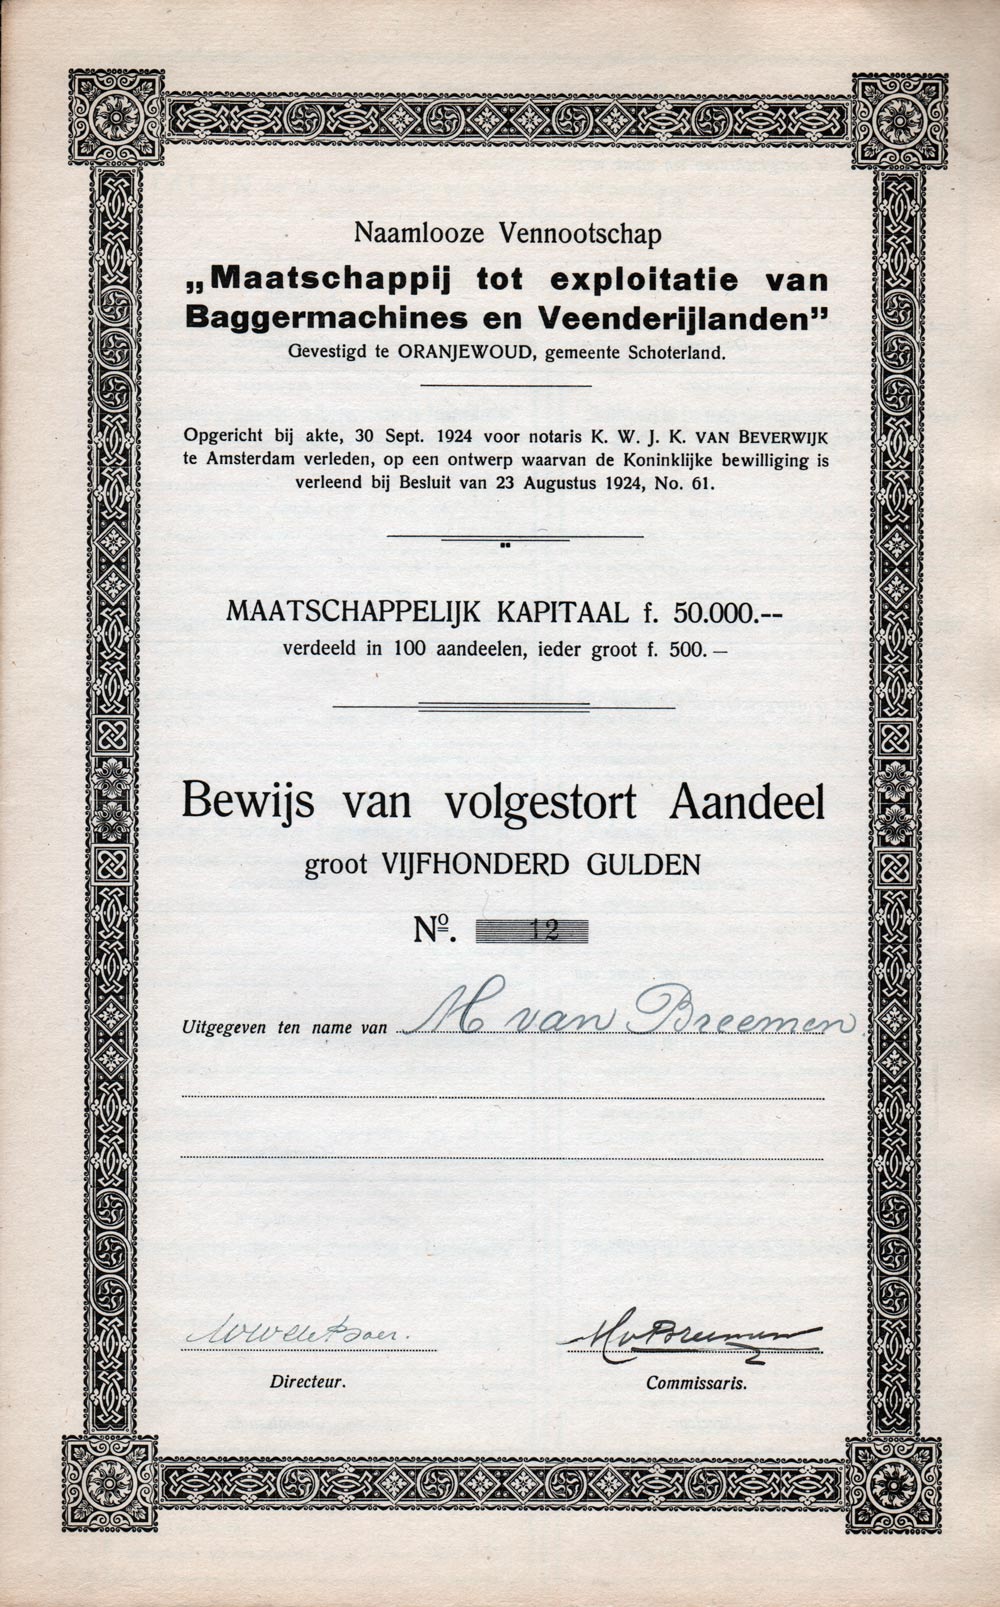 Naamlooze Vennootschap
„Maatschappij tot exploitatie van
Baggermachines en Veenderijlanden”
Gevestigd te ORANJEWOUD, gemeente Schoterland.
Opgericht bij akte, 30 Sept. 1924 voor notaris K. W. J. K. VAN BEVERWIJK
te Amsterdam verleden, op een ontwerp waarvan de Koninklijke bewilliging is
verleend bij Besluit van 23 Augustus 1924, No. 61.
MAATSCHAPPELIJK KAPITAAL f. 50.000.--
verdeeld in 100 aandeelen, ieder groot f. 500. —
Bewijs van volgestort Aandeel
groot VIJFHONDERD GULDEN
Nº. 12
Uitgegeven ten name van M van Breemen
MvBreemen
Directeur. Commissaris.